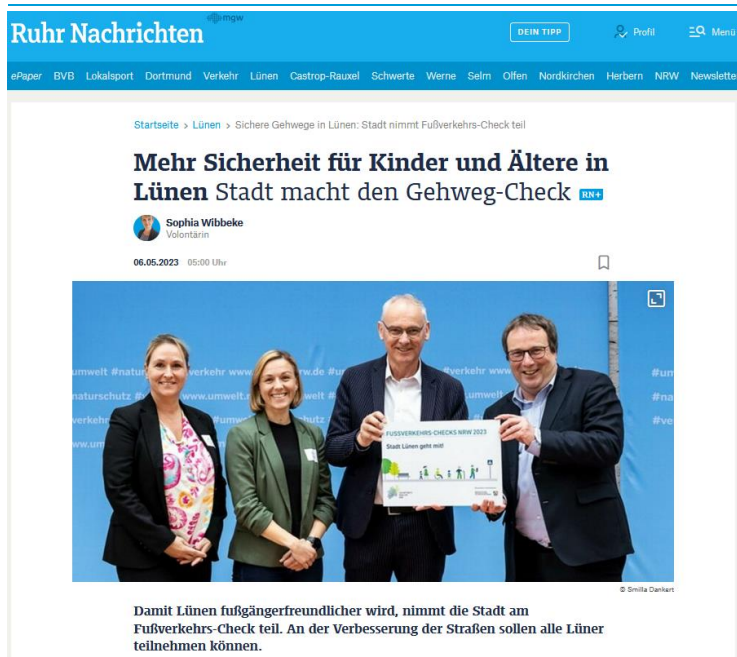 mgw
Ruhr Nachrichten
DEIN TIPP
Profil
Menü
ePaper BVB Lokalsport Dortmund Verkehr Lünen Castrop-Rauxel Schwerte Werne Selm Olfen Nordkirchen Herbern NRW Newslette
Startseite > Lünen > Sichere Gehwege in Lünen: Stadt nimmt Fußverkehrs-Check teil
Mehr Sicherheit für Kinder und Ältere in
Lünen Stadt macht den Gehweg-Check RN+
Sophia Wibbeke
Volontärin
06.05.2023 05:00 Uhr
FUSSVERKEHRS-CHECKS NRW 2023
Stadt Lünen geht mit!
© Smilla Dankert
Damit Lünen fußgängerfreundlicher wird, nimmt die Stadt am
Fußverkehrs-Check teil. An der Verbesserung der Straßen sollen alle Lüner
teilnehmen können.